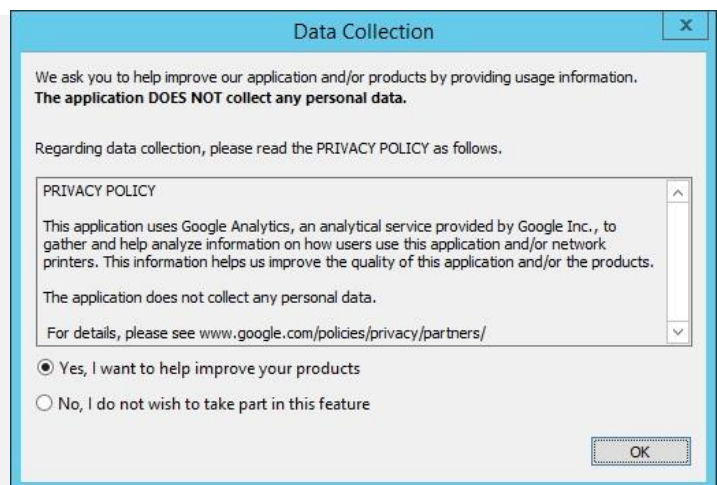 Data Collection
x
We ask you to help improve our application and/or products by providing usage information.
The application DOES NOT collect any personal data.
Regarding data collection, please read the PRIVACY POLICY as follows.
PRIVACY POLICY
This application uses Google Analytics, an analytical service provided by Google Inc., to
gather and help analyze information on how users use this application and/or network
printers. This information helps us improve the quality of this application and/or the products.
The application does not collect any personal data.
For details, please see www.google.com/policies/privacy/partners/
Yes, I want to help improve your products
No, I do not wish to take part in this feature
OK